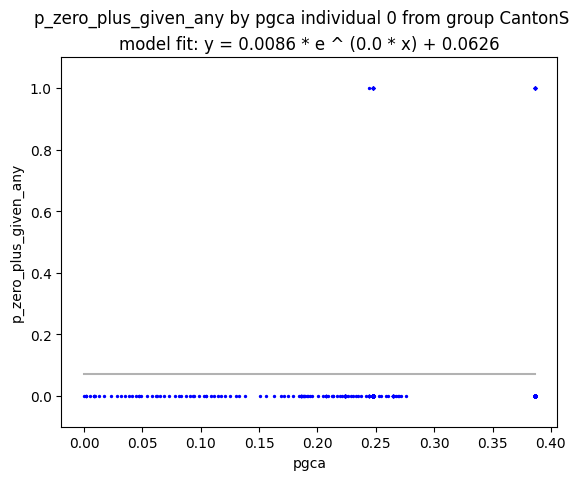 p_zero_plus_given_any by pgca individual 0 from group CantonS
model fit: y = 0.0086 * e ^ (0.0 * x) + 0.0626
1.0
0.8
0.6
0.4
0.2
0.0
p_zero_plus_given_any
0.00 0.05 0.10 0.15 0.20 0.25 0.30 0.35 0.40
pgca